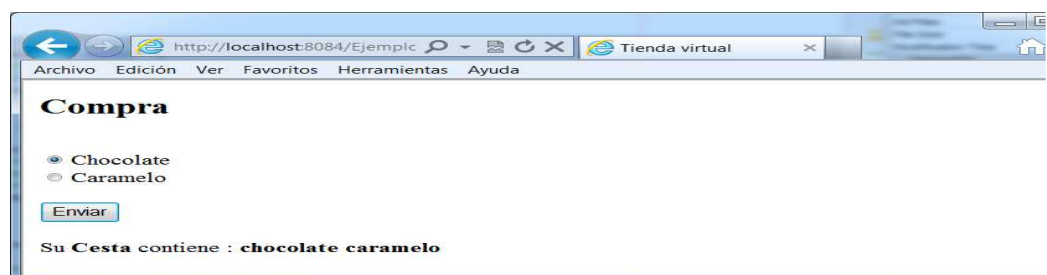 http://localhost:8084/Ejemplc
Tienda virtual
Archivo Edición Ver Favoritos Herramientas Ayuda
Compra
Chocolate
Caramelo
Enviar
Su Cesta contiene : chocolate caramelo